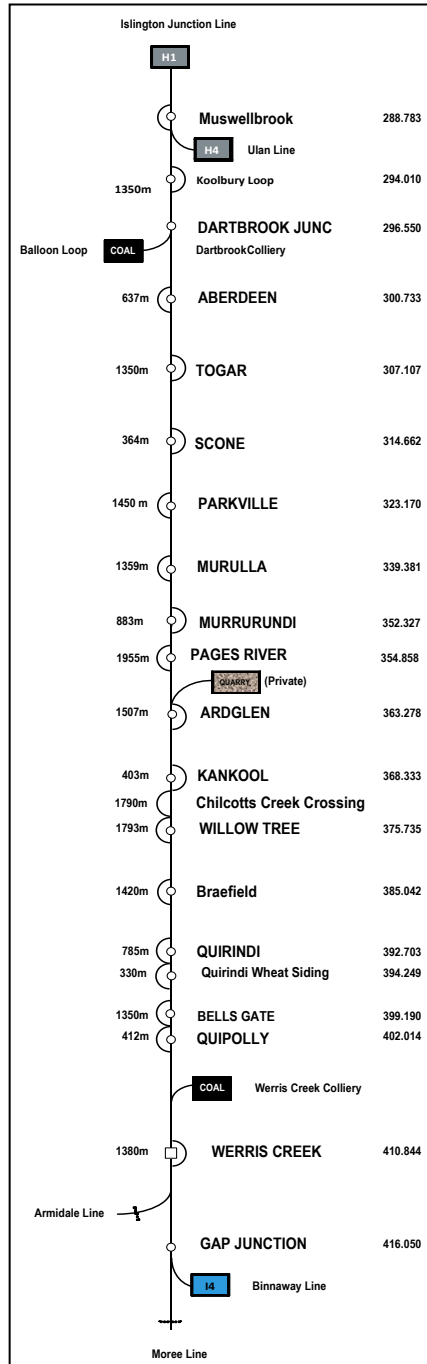 Islington Junction Line
H1
Muswellbrook 288.783
H4 Ulan Line
1350m Koolbury Loop 294.010
DARTBROOK JUNC 296.550
Balloon Loop COAL DartbrookColliery
637m ABERDEEN 300.733
1350m TOGAR 307.107
364m SCONE 314.662
1450 m PARKVILLE 323.170
1359m MURULLA 339.381
883m MURRURUNDI 352.327
1955m PAGES RIVER 354.858
QUARRY (Private)
1507m ARDGLEN 363.278
403m KANKOOL 368.333
1790m Chilcotts Creek Crossing
1793m WILLOW TREE 375.735
1420m Braefield 385.042
785m QUIRINDI 392.703
330m Quirindi Wheat Siding 394.249
1350m BELLS GATE 399.190
412m QUIPOLLY 402.014
COAL Werris Creek Colliery
1380m WERRIS CREEK 410.844
Armidale Line
GAP JUNCTION 416.050
I4 Binnaway Line
Moree Line